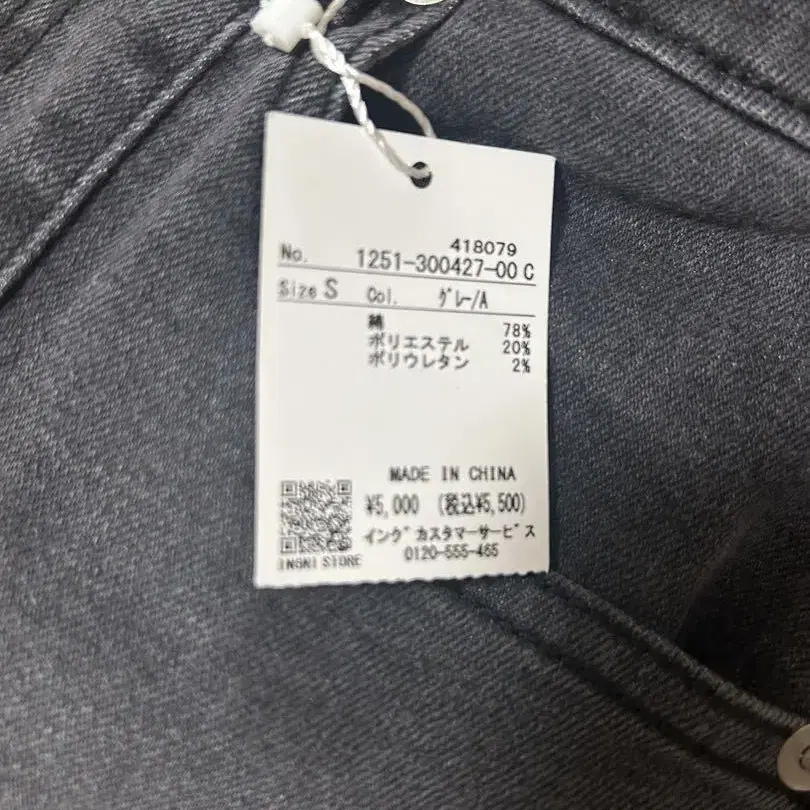 418079
No. 1251-300427-00 C
Size S Col. ｸﾞﾚｰ/A
綿 78%
ポリエステル 20%
ポリウレタン 2%
MADE IN CHINA
¥5,000 (税込¥5,500)
イング カスタマーサービス
0120-555-465
INGNI STORE